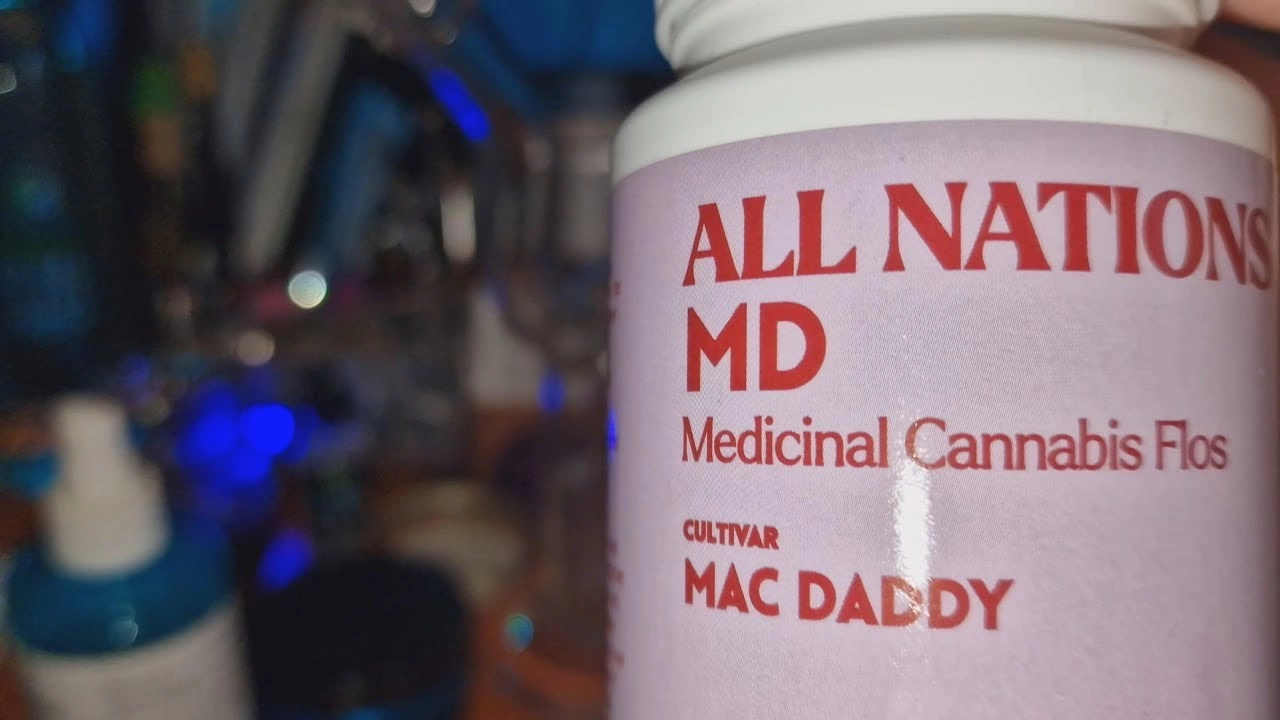 ALL NATIONS
MD
Medicinal Cannabis Flos
CULTIVAR
MAC DADDY